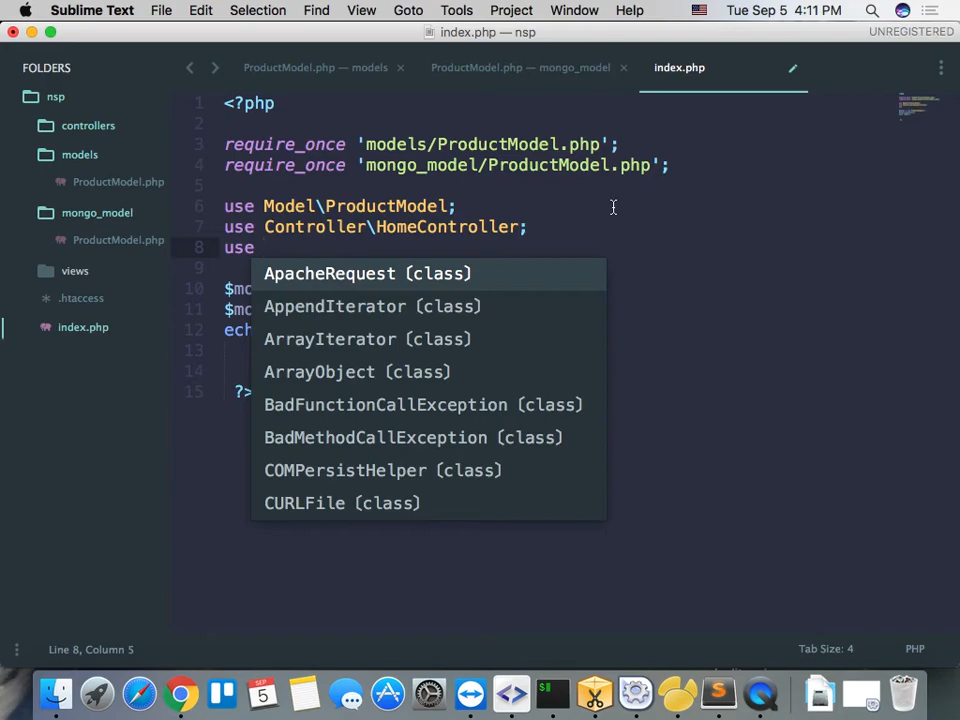 Sublime Text File Edit Selection Find View Goto Tools Project Window Help Tue Sep 5 4:11 PM
index.php — nsp UNREGISTERED
FOLDERS
nsp
controllers
models
ProductModel.php
mongo_model
ProductModel.php
views
.htaccess
index.php
ProductModel.php — models
ProductModel.php — mongo_model
index.php
1 <?php
2
3 require_once 'models/ProductModel.php';
4 require_once 'mongo_model/ProductModel.php';
5
6 use Model\ProductModel;
7 use Controller\HomeController;
8 use
9
10 $mo
11 $mo
12 ech
13
14
15 ?>
ApacheRequest (class)
AppendIterator (class)
ArrayIterator (class)
ArrayObject (class)
BadFunctionCallException (class)
BadMethodCallException (class)
COMPersistHelper (class)
CURLFile (class)
Line 8, Column 5 Tab Size: 4 PHP
SEP
5